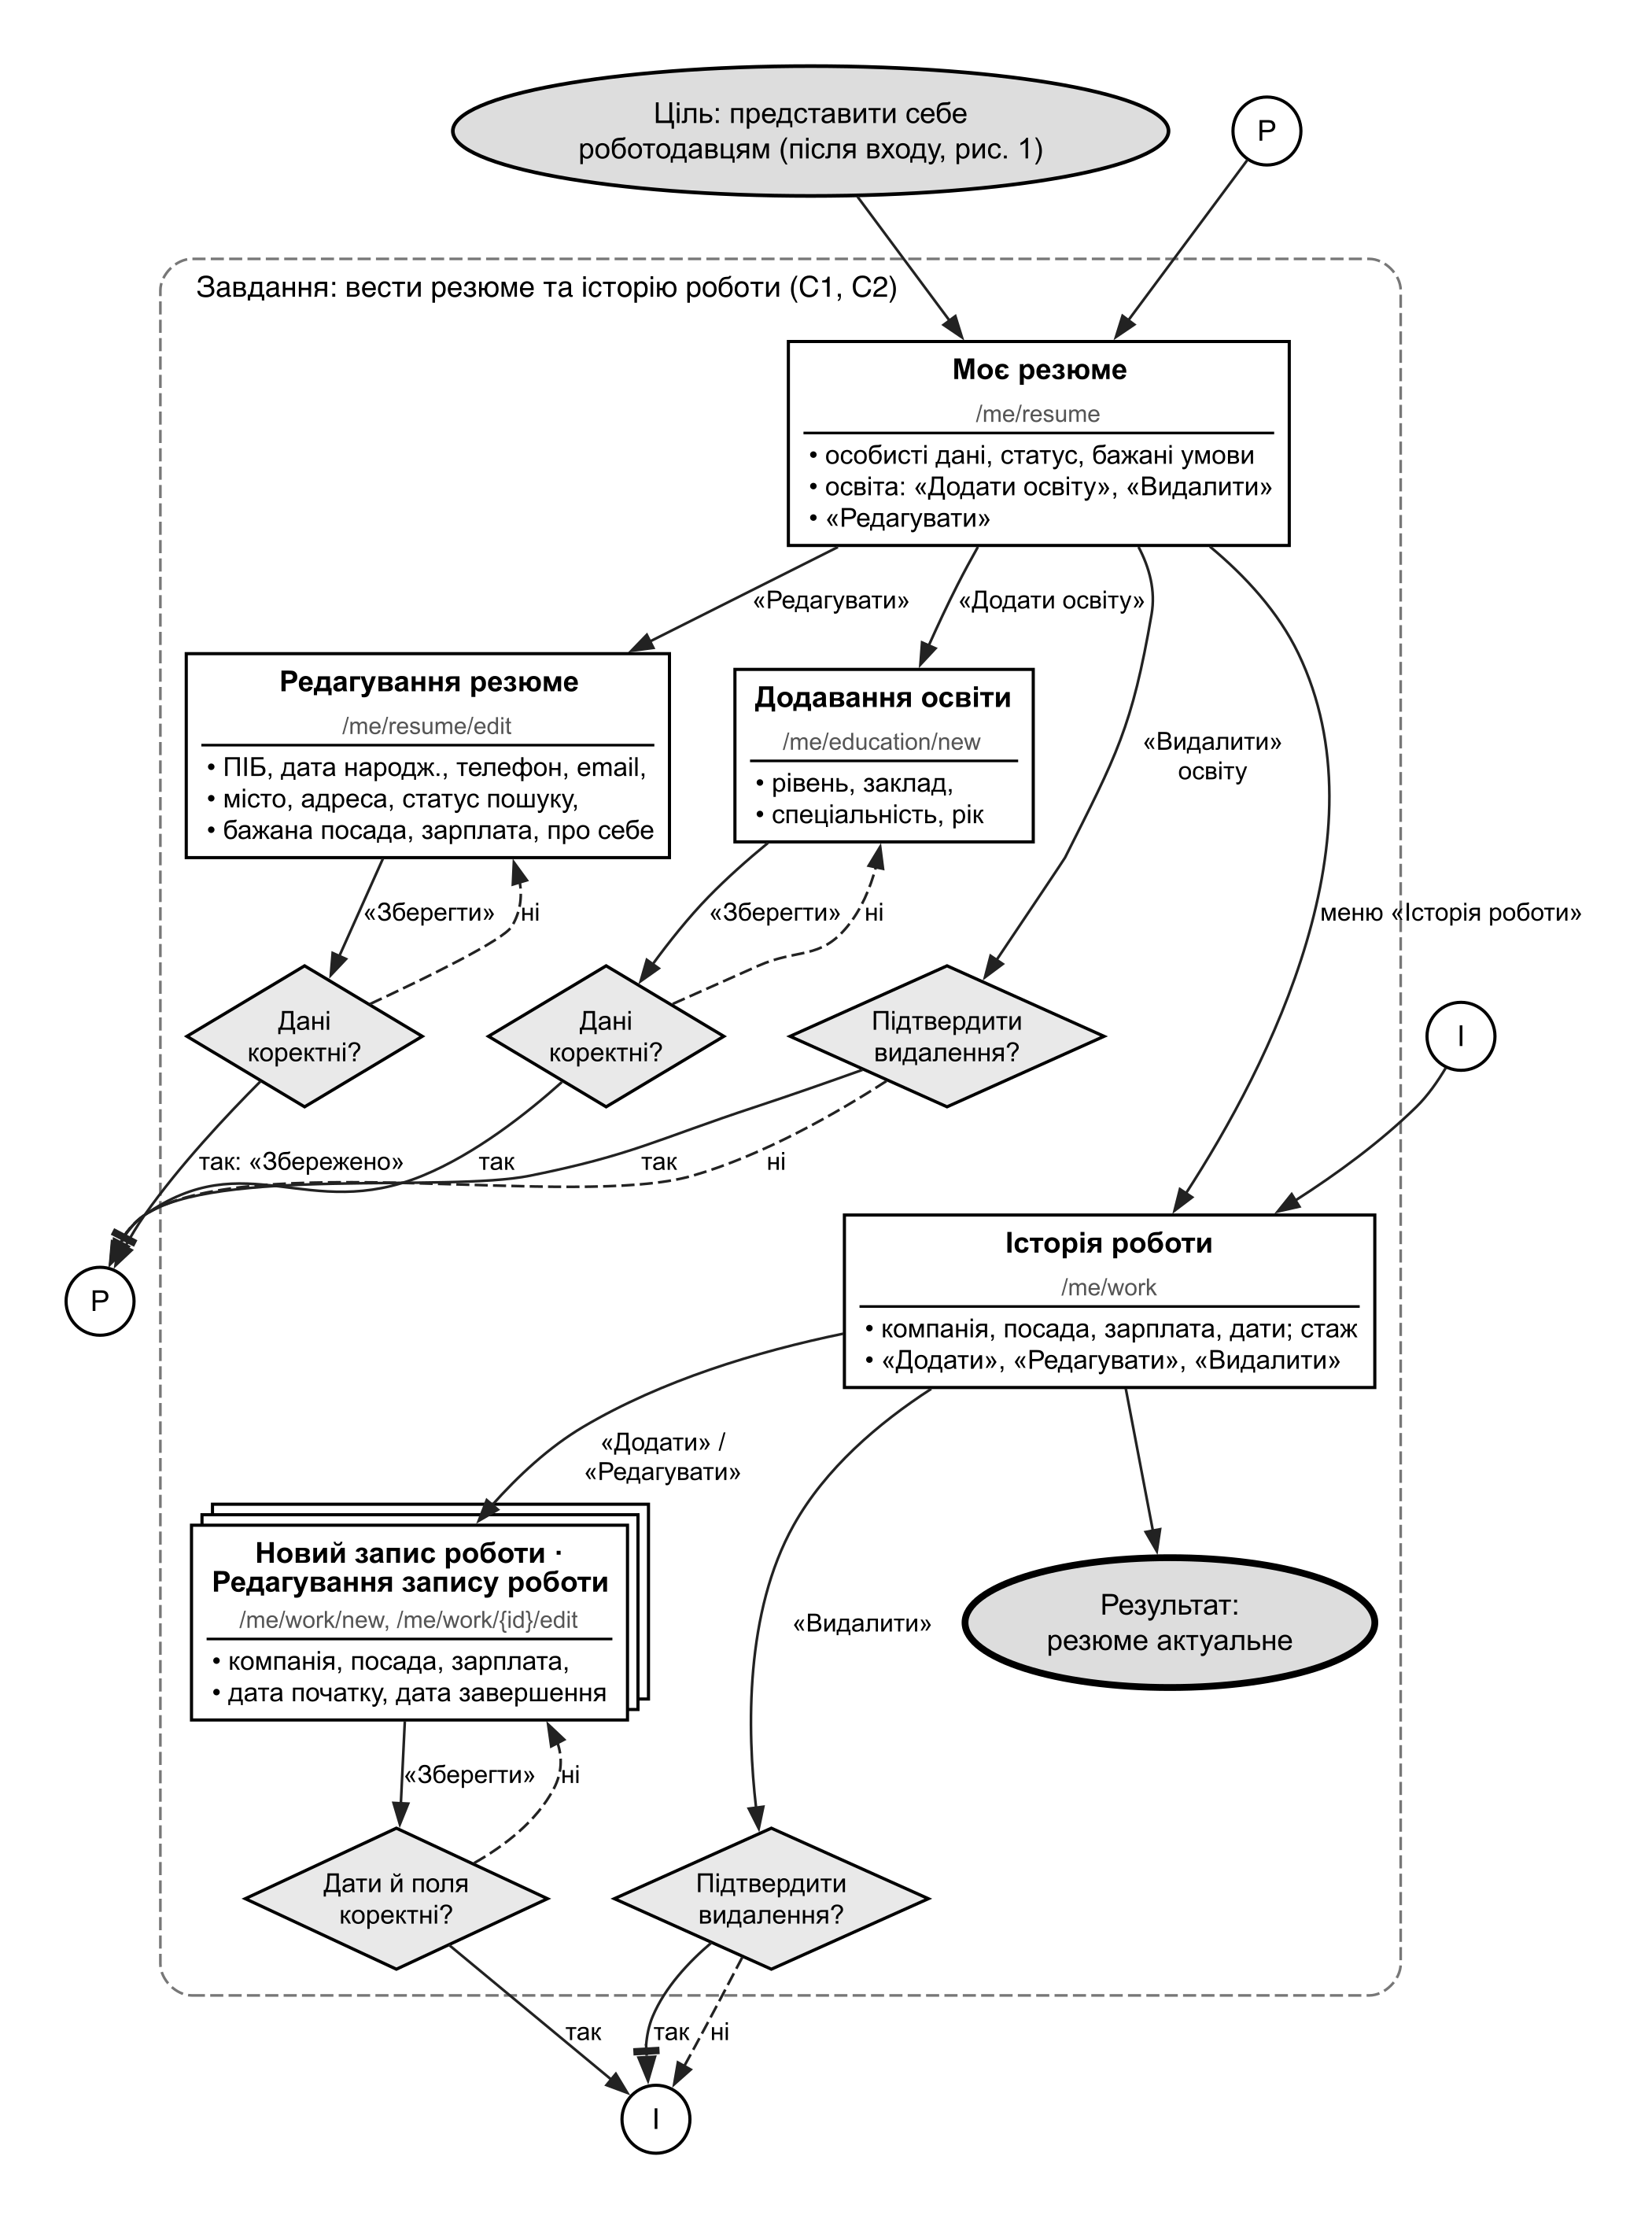 Ціль: представити себе
роботодавцям (після входу, рис. 1)
Р
Завдання: вести резюме та історію роботи (С1, С2)
Моє резюме
/me/resume
• особисті дані, статус, бажані умови
• освіта: «Додати освіту», «Видалити»
• «Редагувати»
«Редагувати»
«Додати освіту»
«Видалити»
освіту
меню «Історія роботи»
Редагування резюме
/me/resume/edit
• ПІБ, дата народж., телефон, email,
• місто, адреса, статус пошуку,
• бажана посада, зарплата, про себе
Додавання освіти
/me/education/new
• рівень, заклад,
• спеціальність, рік
«Зберегти»
ні
«Зберегти»
ні
Дані
коректні?
Дані
коректні?
Підтвердити
видалення?
І
так: «Збережено»
так
так
ні
Р
Історія роботи
/me/work
• компанія, посада, зарплата, дати; стаж
• «Додати», «Редагувати», «Видалити»
«Додати» /
«Редагувати»
Новий запис роботи ·
Редагування запису роботи
/me/work/new, /me/work/{id}/edit
• компанія, посада, зарплата,
• дата початку, дата завершення
«Видалити»
Результат:
резюме актуальне
«Зберегти»
ні
Дати й поля
коректні?
Підтвердити
видалення?
так
так
ні
І